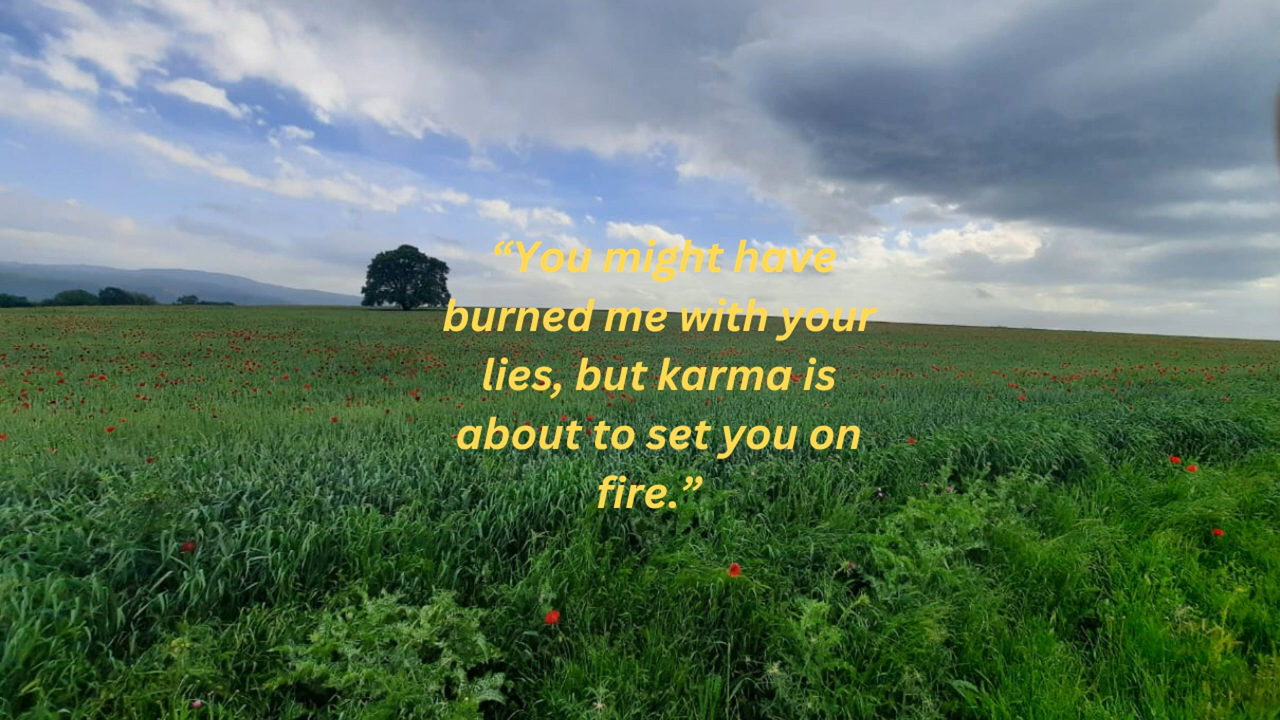 “You might have
burned me with your
lies, but karma is
about to set you on
fire.”